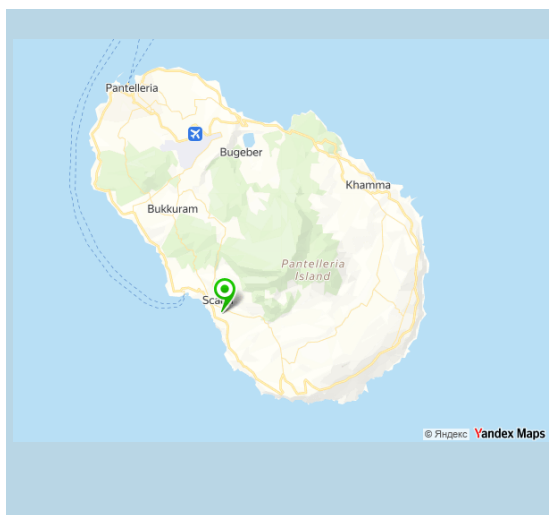 Pantelleria
Bugeber
Khamma
Bukkuram
Pantelleria
Island
© Яндекс Yandex Maps